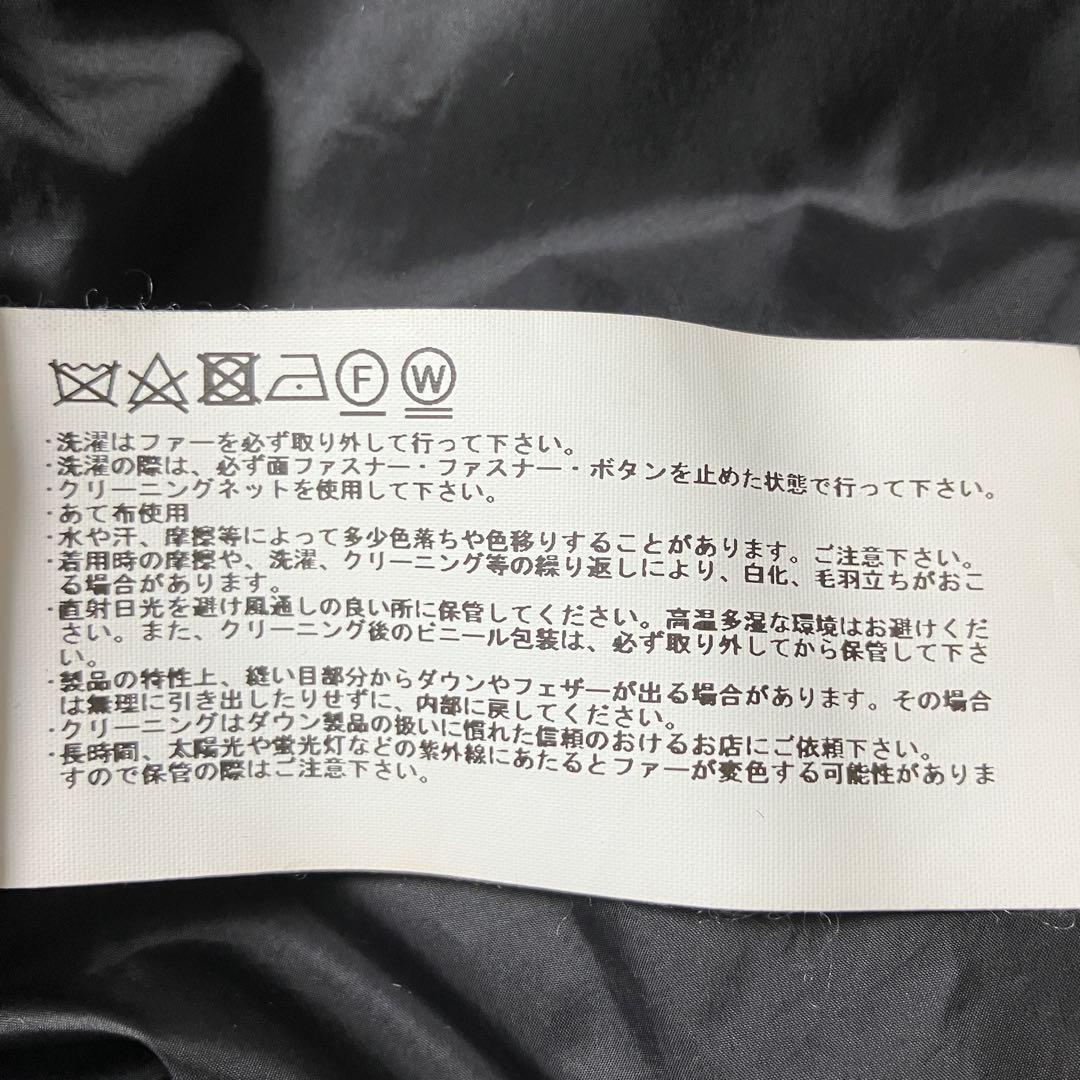 F W
・洗濯はファーを必ず取り外して行って下さい。
・洗濯の際は、必ず面ファスナー・ファスナー・ボタンを止めた状態で行って下さい。
・クリーニングネットを使用して下さい。
・あて布使用
・水や汗、摩擦等によって多少色落ちや色移りすることがあります。ご注意下さい。
・着用時の摩擦や、洗濯、クリーニング等の繰り返しにより、白化、毛羽立ちがおこ
る場合があります。
・直射日光を避け風通しの良い所に保管してください。高温多湿な環境はお避けくだ
さい。また、クリーニング後のビニール包装は、必ず取り外してから保管して下さ
い。
・製品の特性上、縫い目部分からダウンやフェザーが出る場合があります。その場合
は無理に引き出したりせずに、内部に戻してください。
・クリーニングはダウン製品の扱いに慣れた信頼のおけるお店にご依頼下さい。
・長時間、太陽光や蛍光灯などの紫外線にあたるとファーが変色する可能性がありま
すので保管の際はご注意下さい。